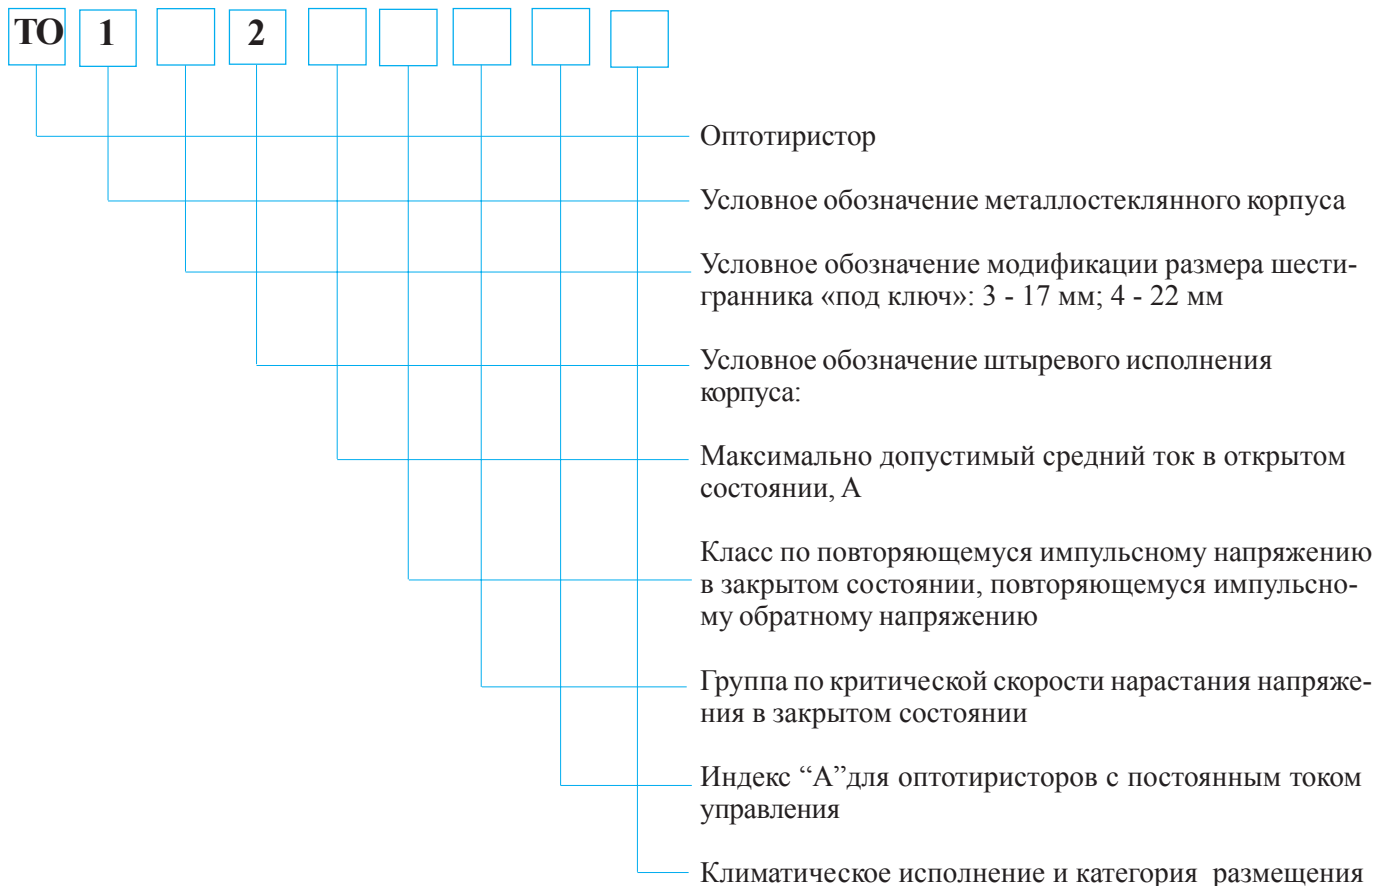 ТО 1 2
Оптотиристор
Условное обозначение металлостеклянного корпуса
Условное обозначение модификации размера шести-
гранника «под ключ»: 3 - 17 мм; 4 - 22 мм
Условное обозначение штыревого исполнения
корпуса:
Максимально допустимый средний ток в открытом
состоянии, А
Класс по повторяющемуся импульсному напряжению
в закрытом состоянии, повторяющемуся импульсно-
му обратному напряжению
Группа по критической скорости нарастания напряже-
ния в закрытом состоянии
Индекс “А”для оптотиристоров с постоянным током
управления
Климатическое исполнение и категория размещения